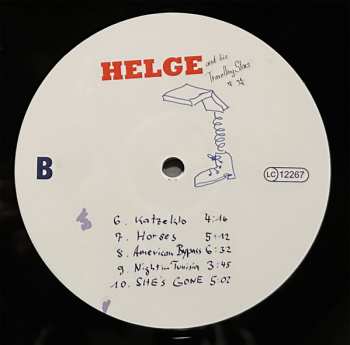 HELGE and his
Travelling Stars
B
LC 12267
6. Katzeklo 4:16
7. Horses 5:12
8. American Bypass 6:32
9. Night in Tunisia 3:45
10. SHE'S GONE 5:02